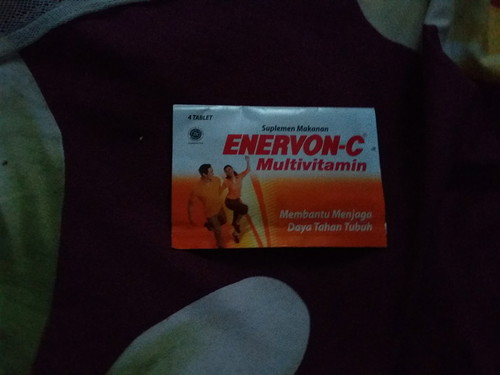 4 TABLET
Suplemen Makanan
ENERVON-C®
Multivitamin
Membantu Menjaga
Daya Tahan Tubuh